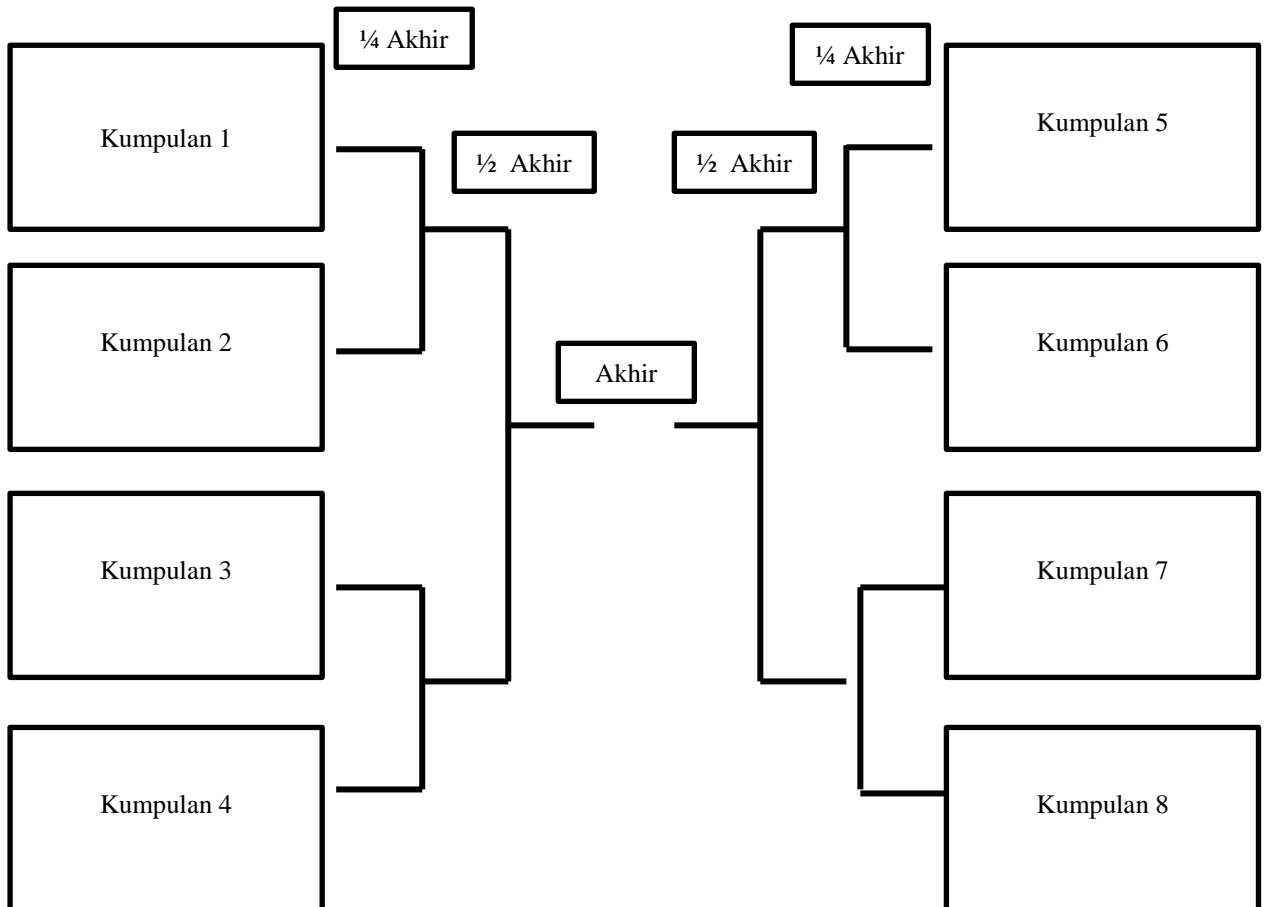 ¼ Akhir
¼ Akhir
Kumpulan 1
Kumpulan 5
½ Akhir
½ Akhir
Kumpulan 2
Kumpulan 6
Akhir
Kumpulan 3
Kumpulan 7
Kumpulan 4
Kumpulan 8